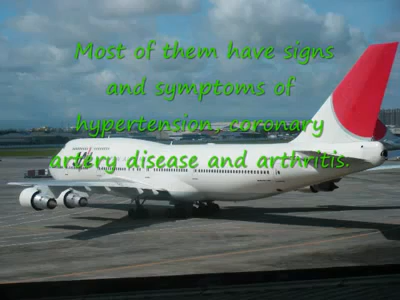 Most of them have signs
and symptoms of
hypertension, coronary
artery disease and arthritis.